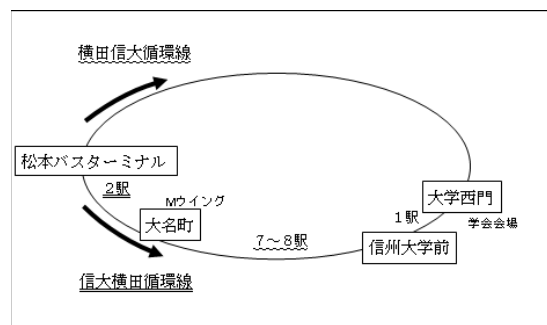 横田信大循環線
松本バスターミナル
2駅
Mウイング
大名町
7～8駅
1駅
大学西門
学会会場
信州大学前
信大横田循環線